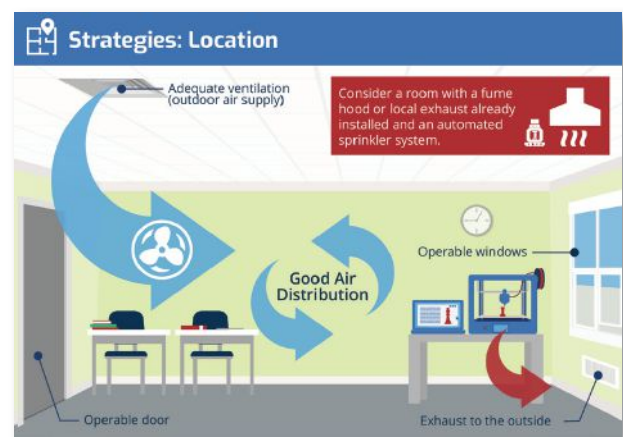 Strategies: Location
Adequate ventilation
(outdoor air supply)
Consider a room with a fume
hood or local exhaust already
installed and an automated
sprinkler system.
Operable windows
Good Air
Distribution
Operable door
Exhaust to the outside